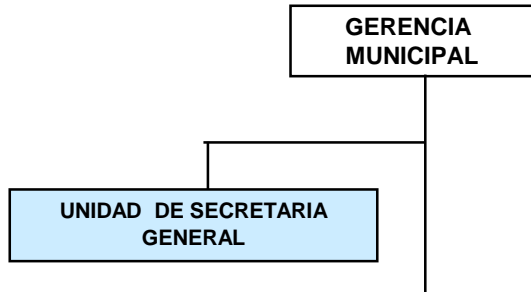 GERENCIA
MUNICIPAL
UNIDAD DE SECRETARIA
GENERAL